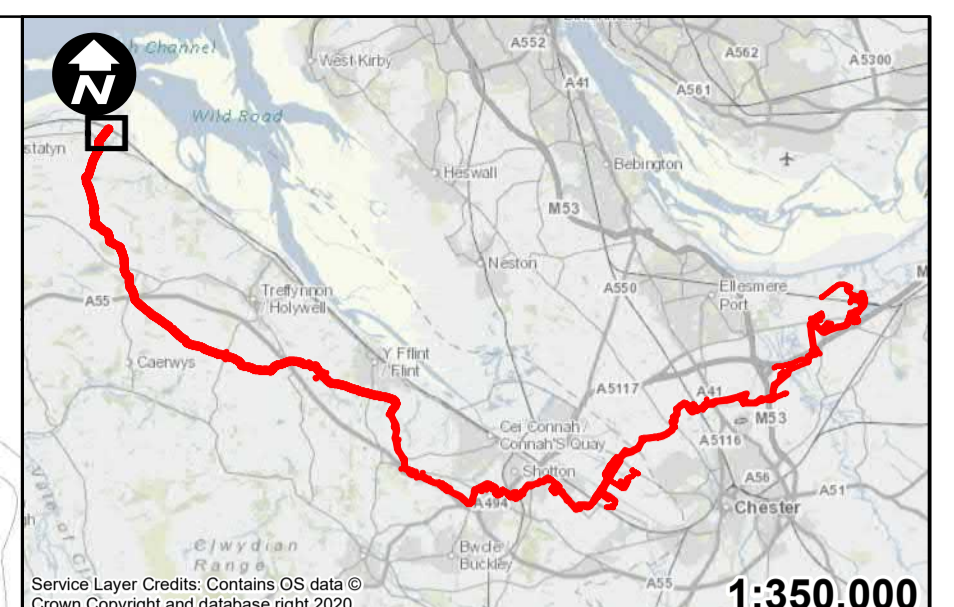 N
h Channel
A552
A562
A5300
West Kirby
A41
A561
Wild Road
statyn
Bebington
Heswall
M53
Neston
A550
Ellesmere
Port
M
Treffynnon
/ Holywell
A55
Caerwys
Y Fflint
/ Flint
A5117
A41
M53
Cei Connah /
Connah'S Quay
A5116
Shotton
A56
A51
A494
Chester
Clwydian
Range
Bwcle /
Buckley
A55
Service Layer Credits: Contains OS data ©
Crown Copyright and database right 2020
1:350,000